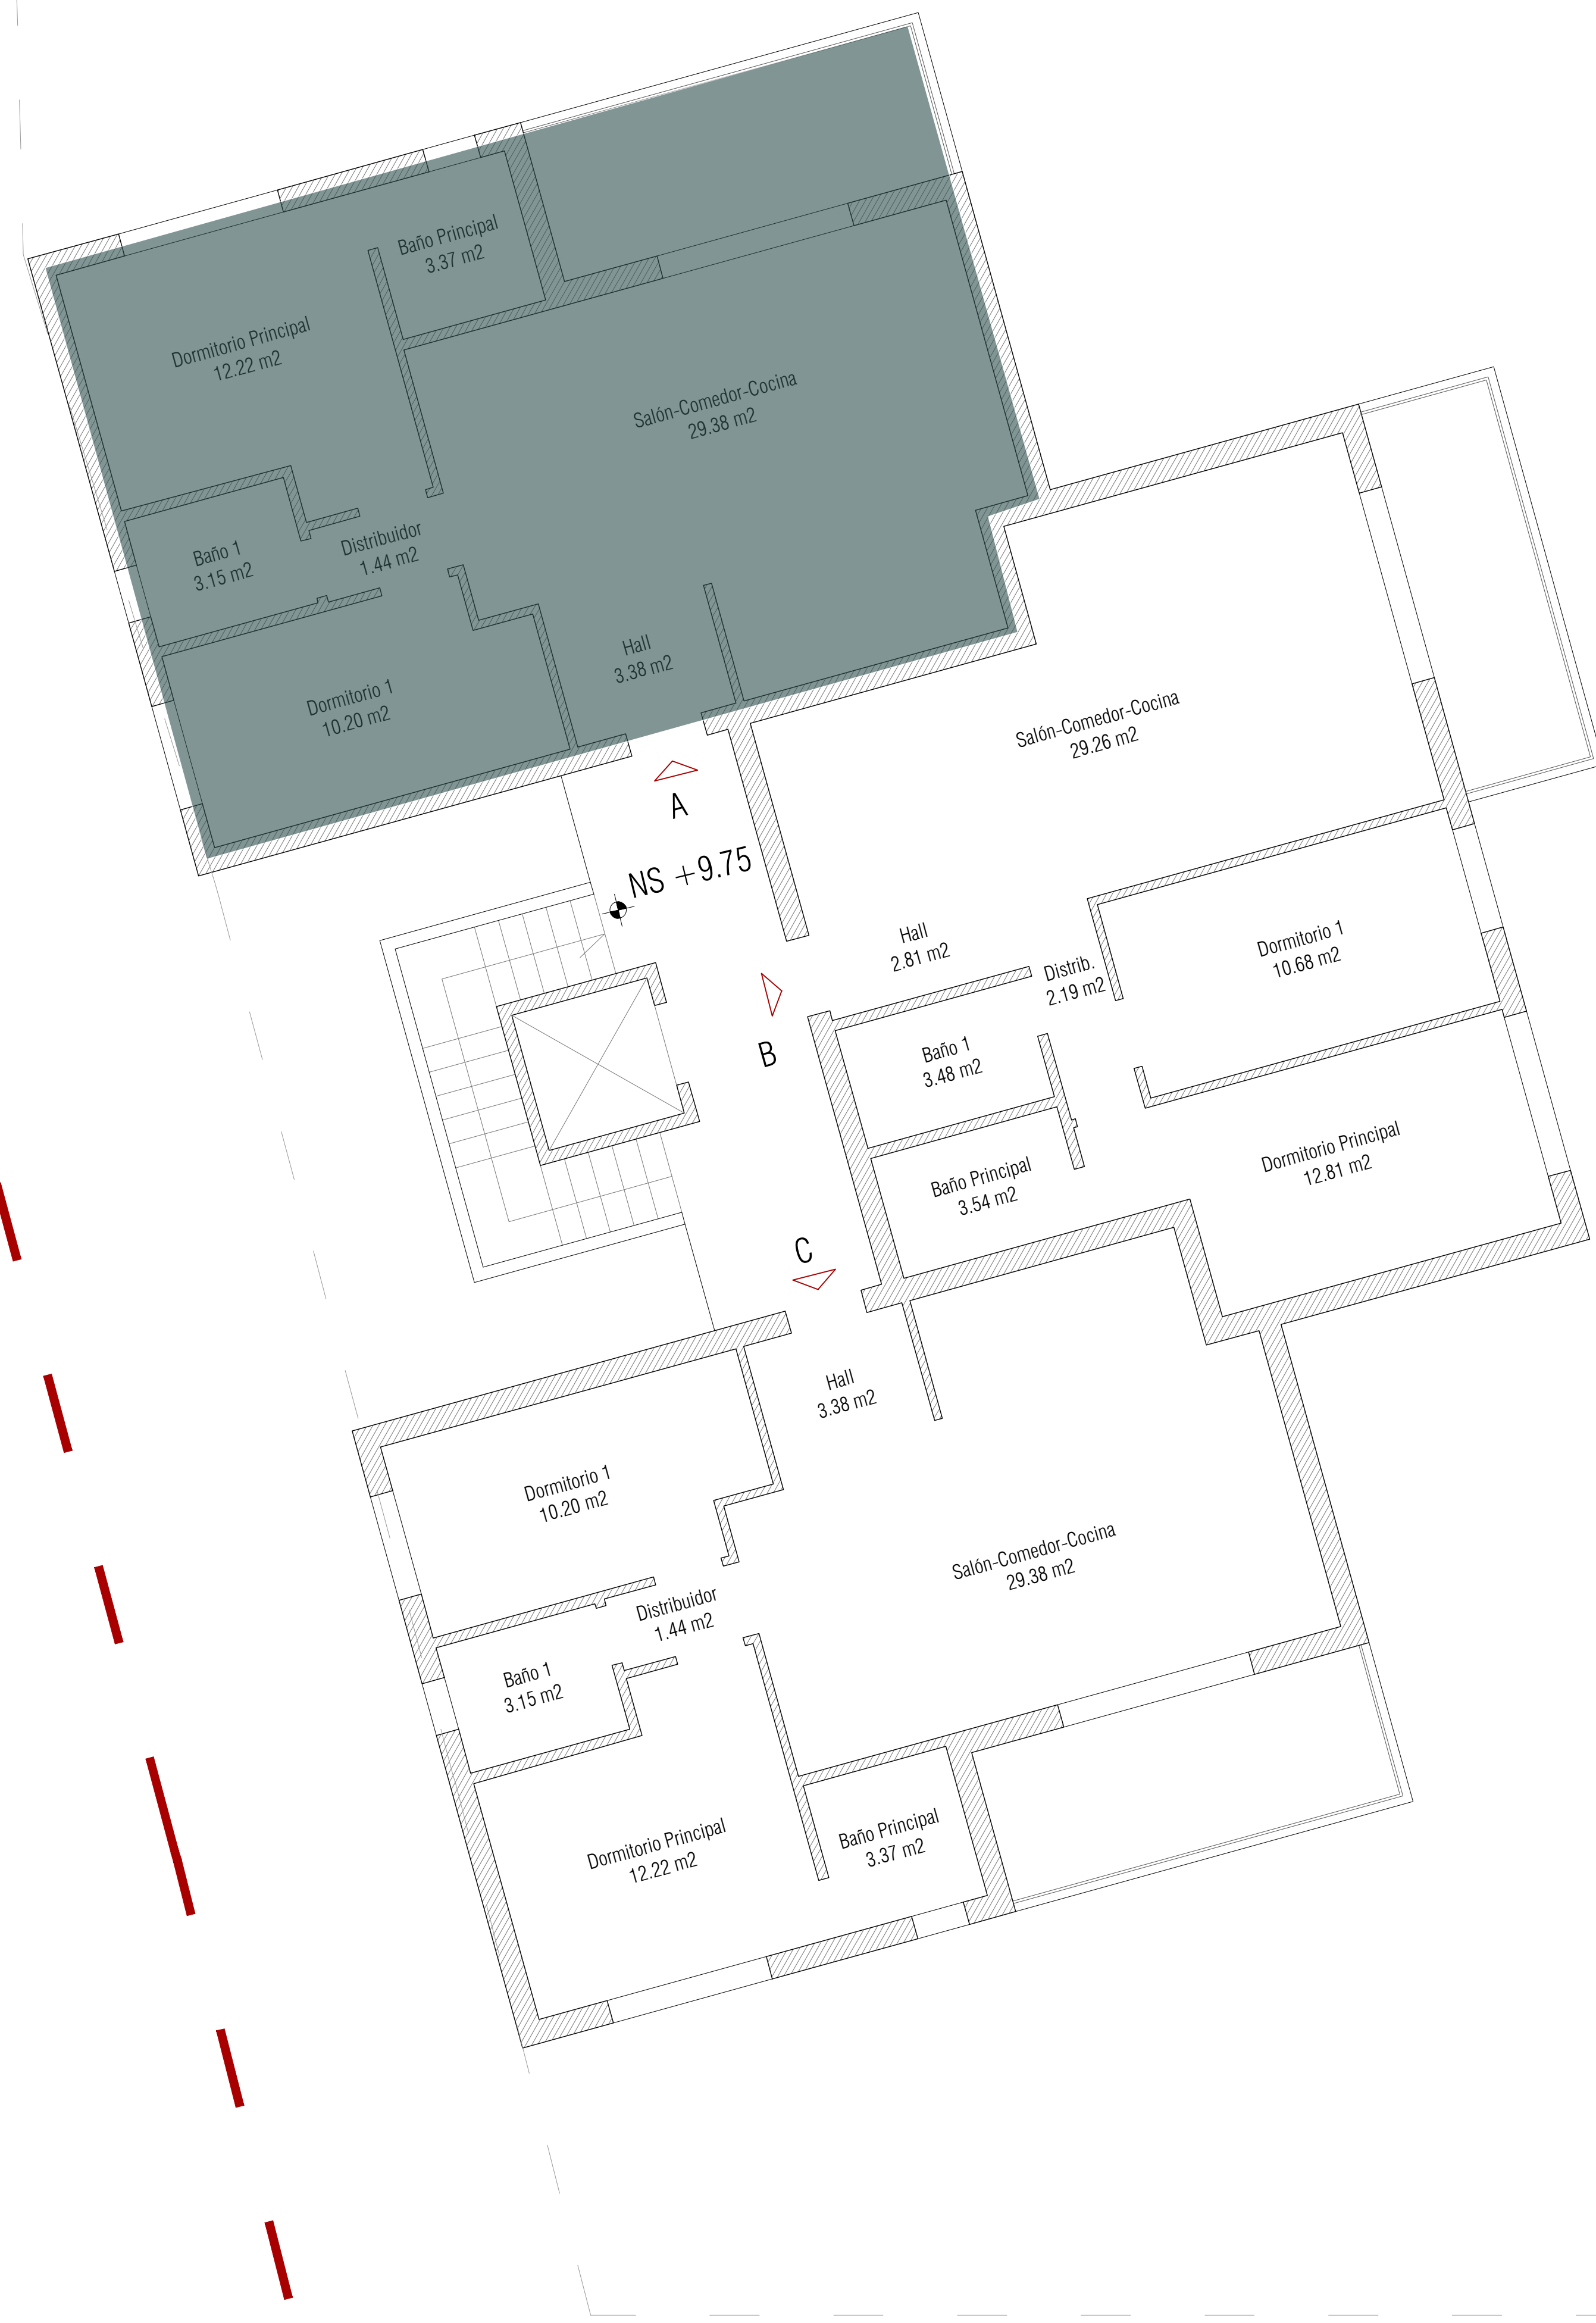 Baño Principal
3.37 m2
Dormitorio Principal
12.22 m2
Salón-Comedor-Cocina
29.38 m2
Baño 1
3.15 m2
Distribuidor
1.44 m2
Hall
3.38 m2
Dormitorio 1
10.20 m2
A
NS +9.75
Salón-Comedor-Cocina
29.26 m2
Hall
2.81 m2
Distrib.
2.19 m2
Dormitorio 1
10.68 m2
B
Baño 1
3.48 m2
Baño Principal
3.54 m2
Dormitorio Principal
12.81 m2
C
Hall
3.38 m2
Dormitorio 1
10.20 m2
Salón-Comedor-Cocina
29.38 m2
Distribuidor
1.44 m2
Baño 1
3.15 m2
Dormitorio Principal
12.22 m2
Baño Principal
3.37 m2